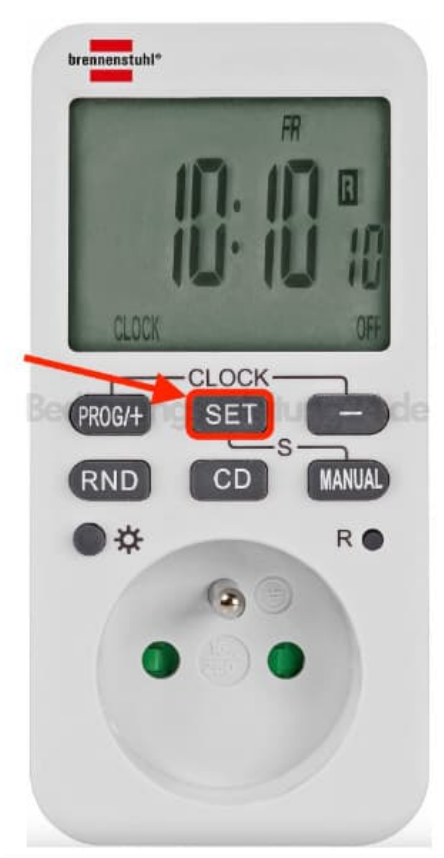 brennenstuhl®
FR
10:10 R
10
CLOCK OFF
CLOCK
PROG/+ SET −
S
RND CD MANUAL
R